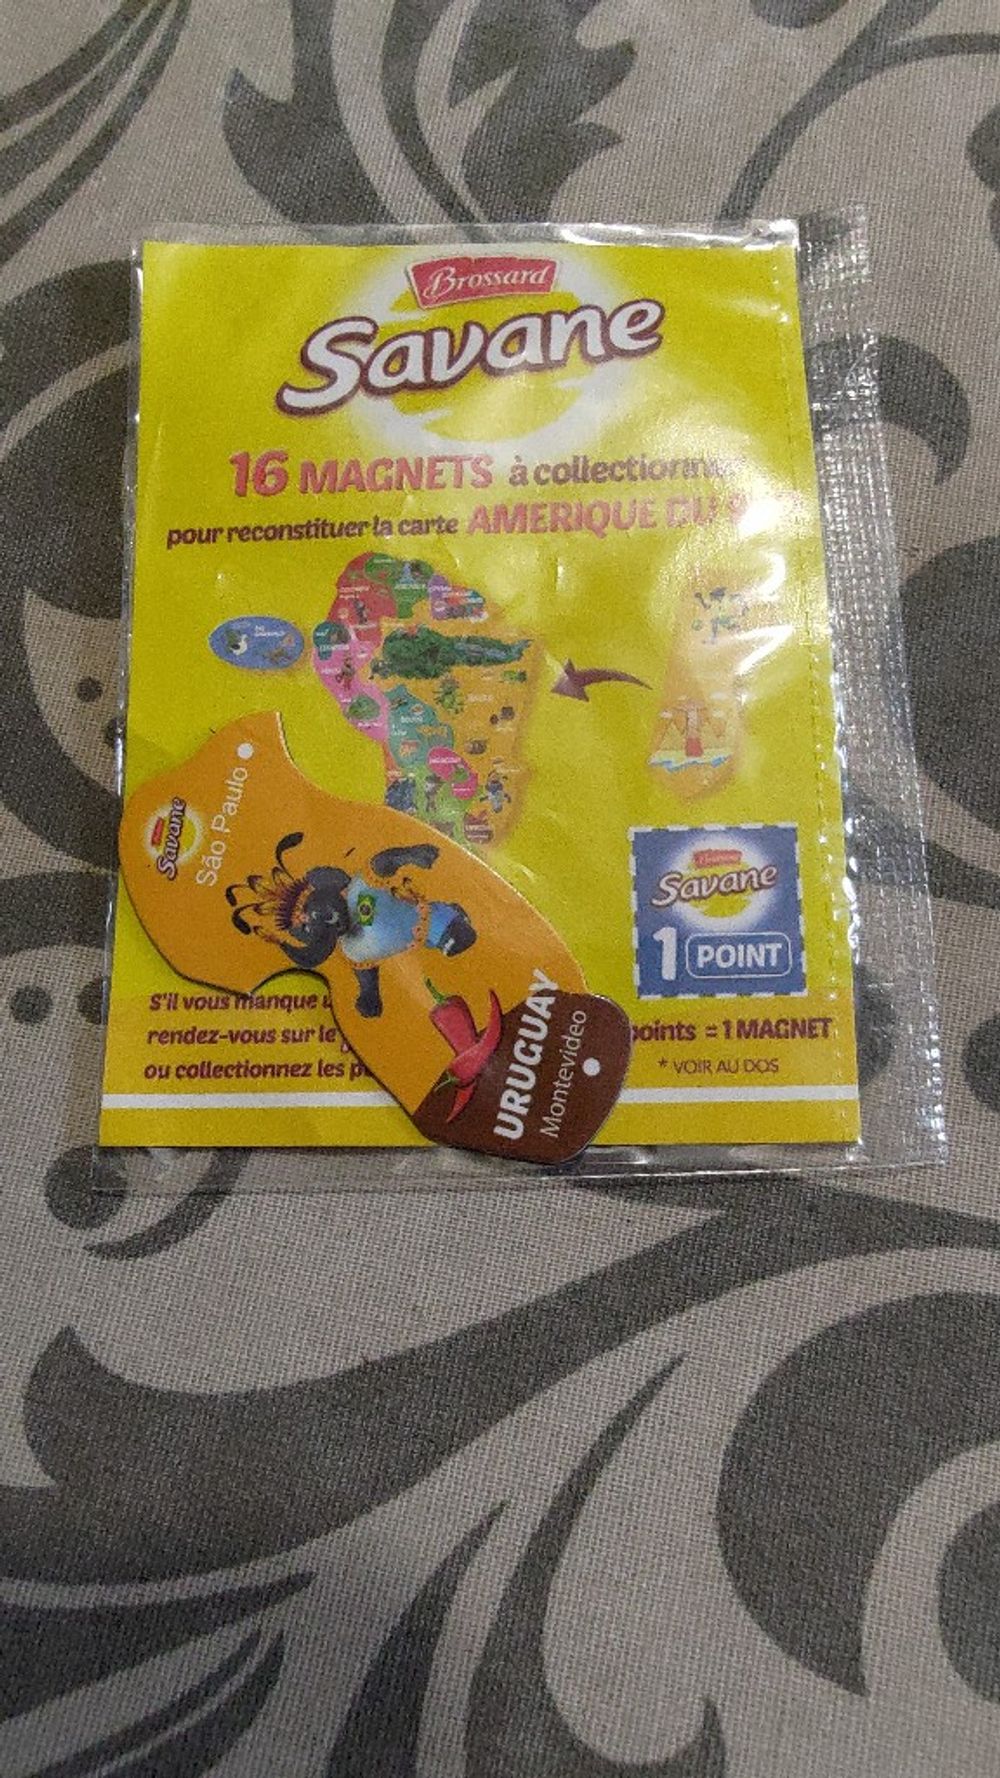 Brossard
Savane
16 MAGNETS à collectionn
pour reconstituer la carte AMERIQUE DU
Savane
São Paulo
Savane
1 POINT
S'il vous manque
rendez-vous sur le
ou collectionnez les
points = 1 MAGNET
* VOIR AU DOS
URUGUAY
Montevideo